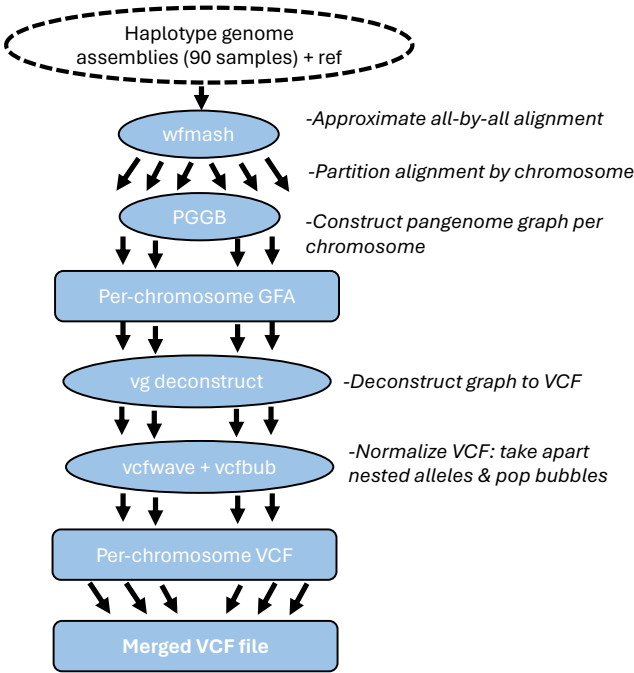 Haplotype genome
assemblies (90 samples) + ref
wfmash
-Approximate all-by-all alignment
-Partition alignment by chromosome
PGGB
-Construct pangenome graph per
chromosome
Per-chromosome GFA
vg deconstruct
-Deconstruct graph to VCF
vcfwave + vcfbub
-Normalize VCF: take apart
nested alleles & pop bubbles
Per-chromosome VCF
Merged VCF file